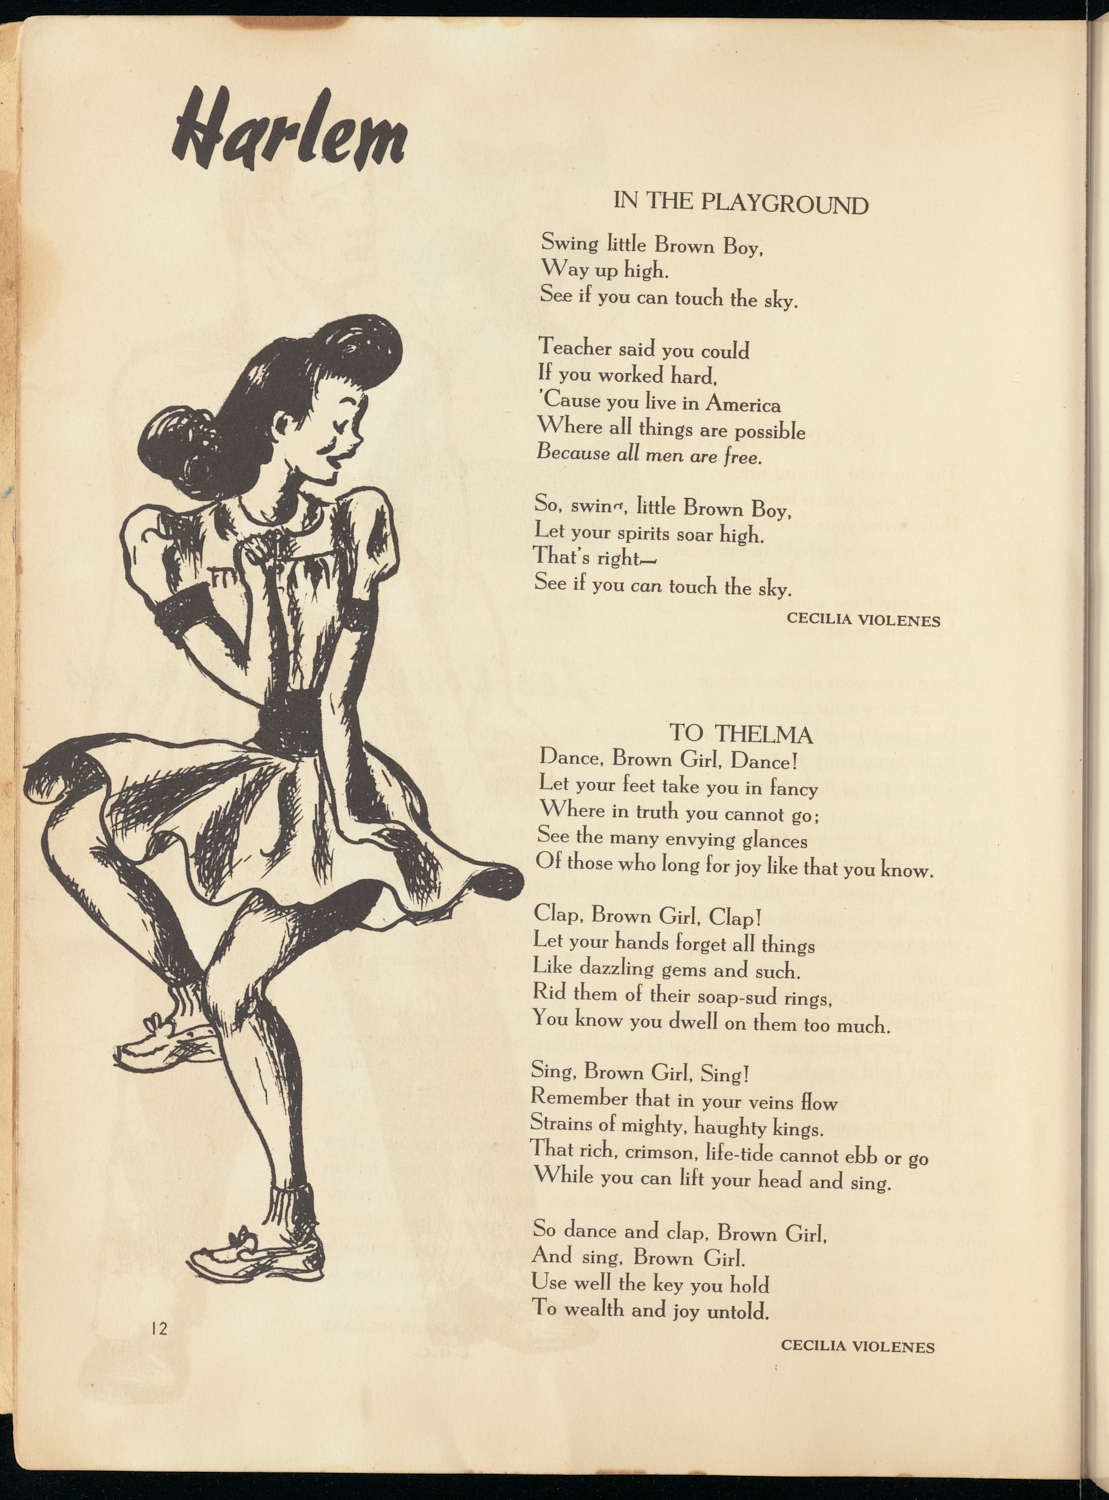 Harlem
IN THE PLAYGROUND
Swing little Brown Boy,
Way up high.
See if you can touch the sky.
Teacher said you could
If you worked hard,
'Cause you live in America
Where all things are possible
Because all men are free.
So, swing, little Brown Boy,
Let your spirits soar high.
That's right—
See if you can touch the sky.
CECILIA VIOLENES
TO THELMA
Dance, Brown Girl, Dance!
Let your feet take you in fancy
Where in truth you cannot go;
See the many envying glances
Of those who long for joy like that you know.
Clap, Brown Girl, Clap!
Let your hands forget all things
Like dazzling gems and such.
Rid them of their soap-sud rings,
You know you dwell on them too much.
Sing, Brown Girl, Sing!
Remember that in your veins flow
Strains of mighty, haughty kings.
That rich, crimson, life-tide cannot ebb or go
While you can lift your head and sing.
So dance and clap, Brown Girl,
And sing, Brown Girl.
Use well the key you hold
To wealth and joy untold.
CECILIA VIOLENES
12